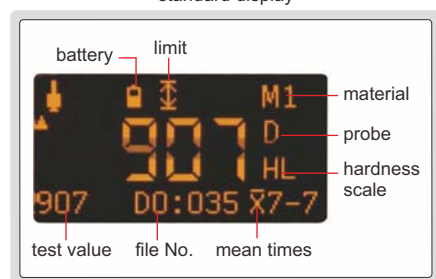 standard display
battery
limit
M1
material
907
D
probe
HL
hardness
scale
907 D0:035 X̅7-7
test value
file No.
mean times